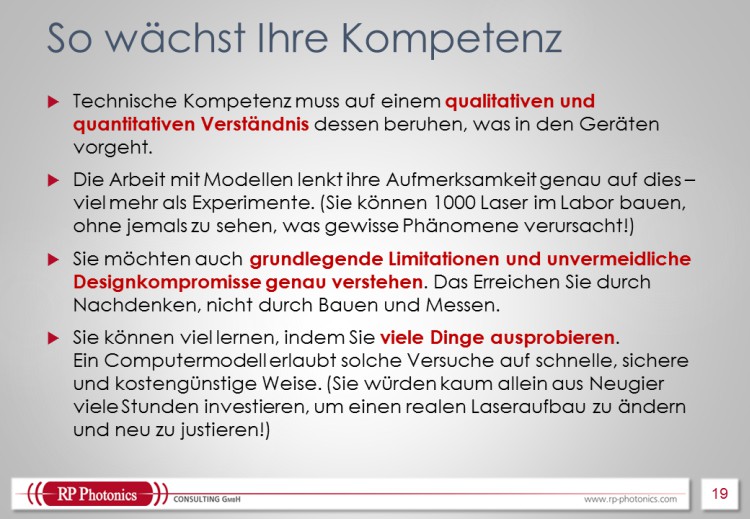 So wächst Ihre Kompetenz
Technische Kompetenz muss auf einem qualitativen und
quantitativen Verständnis dessen beruhen, was in den Geräten
vorgeht.
Die Arbeit mit Modellen lenkt ihre Aufmerksamkeit genau auf dies –
viel mehr als Experimente. (Sie können 1000 Laser im Labor bauen,
ohne jemals zu sehen, was gewisse Phänomene verursacht!)
Sie möchten auch grundlegende Limitationen und unvermeidliche
Designkompromisse genau verstehen. Das Erreichen Sie durch
Nachdenken, nicht durch Bauen und Messen.
Sie können viel lernen, indem Sie viele Dinge ausprobieren.
Ein Computermodell erlaubt solche Versuche auf schnelle, sichere
und kostengünstige Weise. (Sie würden kaum allein aus Neugier
viele Stunden investieren, um einen realen Laseraufbau zu ändern
und neu zu justieren!)
RP Photonics CONSULTING GmbH
www.rp-photonics.com
19